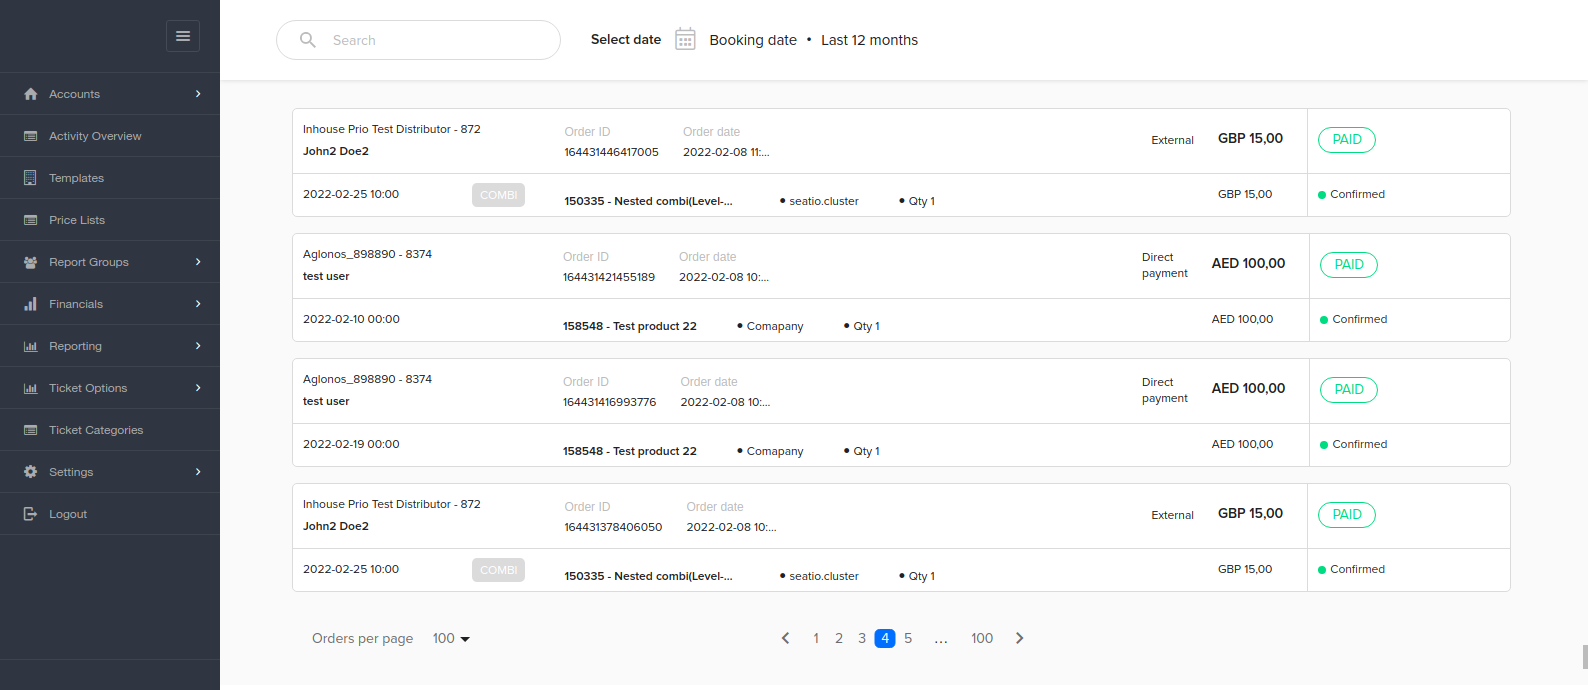 Search
Select date Booking date • Last 12 months
Accounts
Activity Overview
Templates
Price Lists
Report Groups
Financials
Reporting
Ticket Options
Ticket Categories
Settings
Logout
Inhouse Prio Test Distributor - 872 Order ID Order date External GBP 15,00 PAID
John2 Doe2 164431446417005 2022-02-08 11:...
2022-02-25 10:00 COMBI 150335 - Nested combi(Level-... • seatio.cluster • Qty 1 GBP 15,00 Confirmed
Aglonos_898890 - 8374 Order ID Order date Direct payment AED 100,00 PAID
test user 164431421455189 2022-02-08 10:...
2022-02-10 00:00 158548 - Test product 22 • Comapany • Qty 1 AED 100,00 Confirmed
Aglonos_898890 - 8374 Order ID Order date Direct payment AED 100,00 PAID
test user 164431416993776 2022-02-08 10:...
2022-02-19 00:00 158548 - Test product 22 • Comapany • Qty 1 AED 100,00 Confirmed
Inhouse Prio Test Distributor - 872 Order ID Order date External GBP 15,00 PAID
John2 Doe2 164431378406050 2022-02-08 10:...
2022-02-25 10:00 COMBI 150335 - Nested combi(Level-... • seatio.cluster • Qty 1 GBP 15,00 Confirmed
Orders per page 100 1 2 3 4 5 ... 100